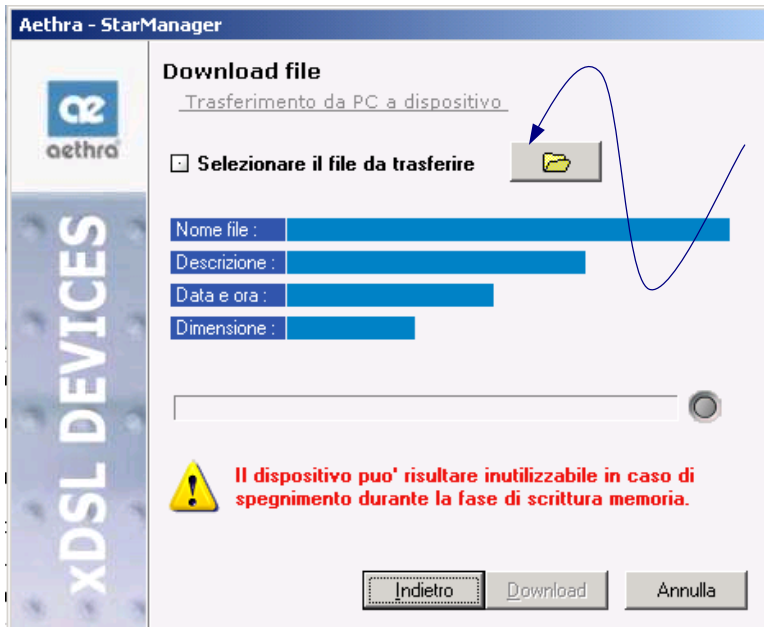 Aethra - StarManager
ae
aethra
xDSL DEVICES
Download file
Trasferimento da PC a dispositivo
Selezionare il file da trasferire
Nome file :
Descrizione :
Data e ora :
Dimensione :
Il dispositivo puo' risultare inutilizzabile in caso di
spegnimento durante la fase di scrittura memoria.
Indietro
Download
Annulla